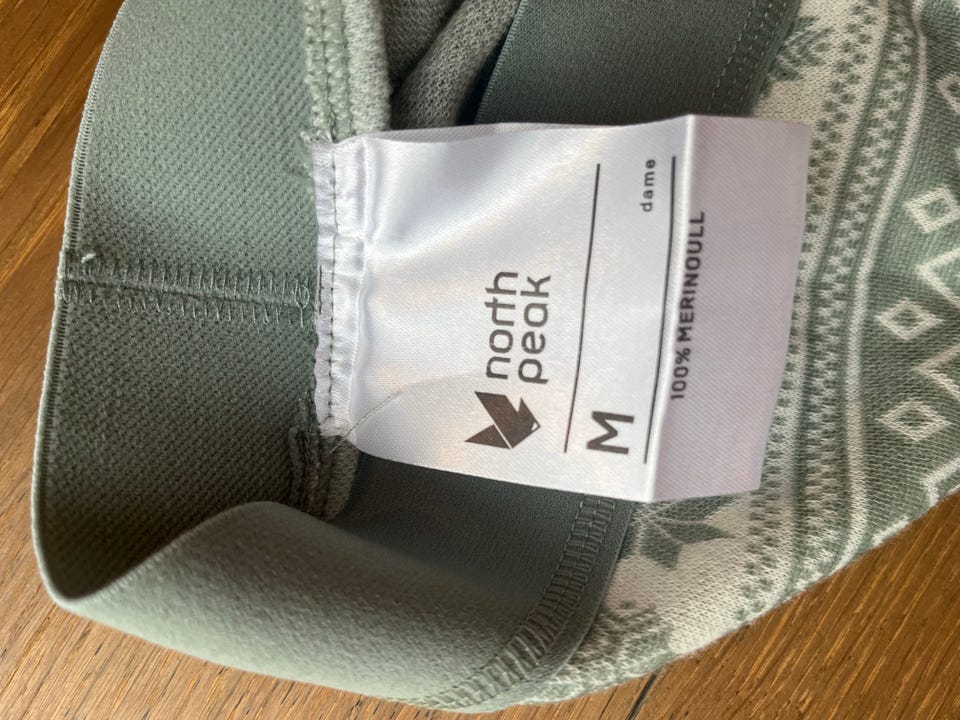 north
peak
M
dame
100% MERINOULL